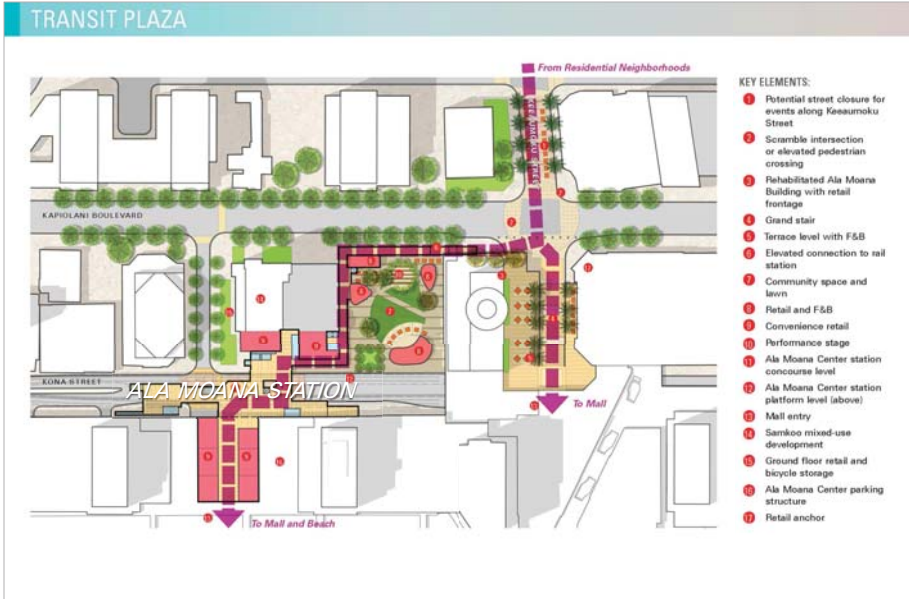 TRANSIT PLAZA
From Residential Neighborhoods
KEEAUMOKU STREET
KAPIOLANI BOULEVARD
KONA STREET
ALA MOANA STATION
To Mall
To Mall and Beach
KEY ELEMENTS:
1 Potential street closure for
events along Keeaumoku
Street
2 Scramble intersection
or elevated pedestrian
crossing
3 Rehabilitated Ala Moana
Building with retail
frontage
4 Grand stair
5 Terrace level with F&B
6 Elevated connection to rail
station
7 Community space and
lawn
8 Retail and F&B
9 Convenience retail
10 Performance stage
11 Ala Moana Center station
concourse level
12 Ala Moana Center station
platform level (above)
13 Mall entry
14 Samkoo mixed-use
development
15 Ground floor retail and
bicycle storage
16 Ala Moana Center parking
structure
17 Retail anchor